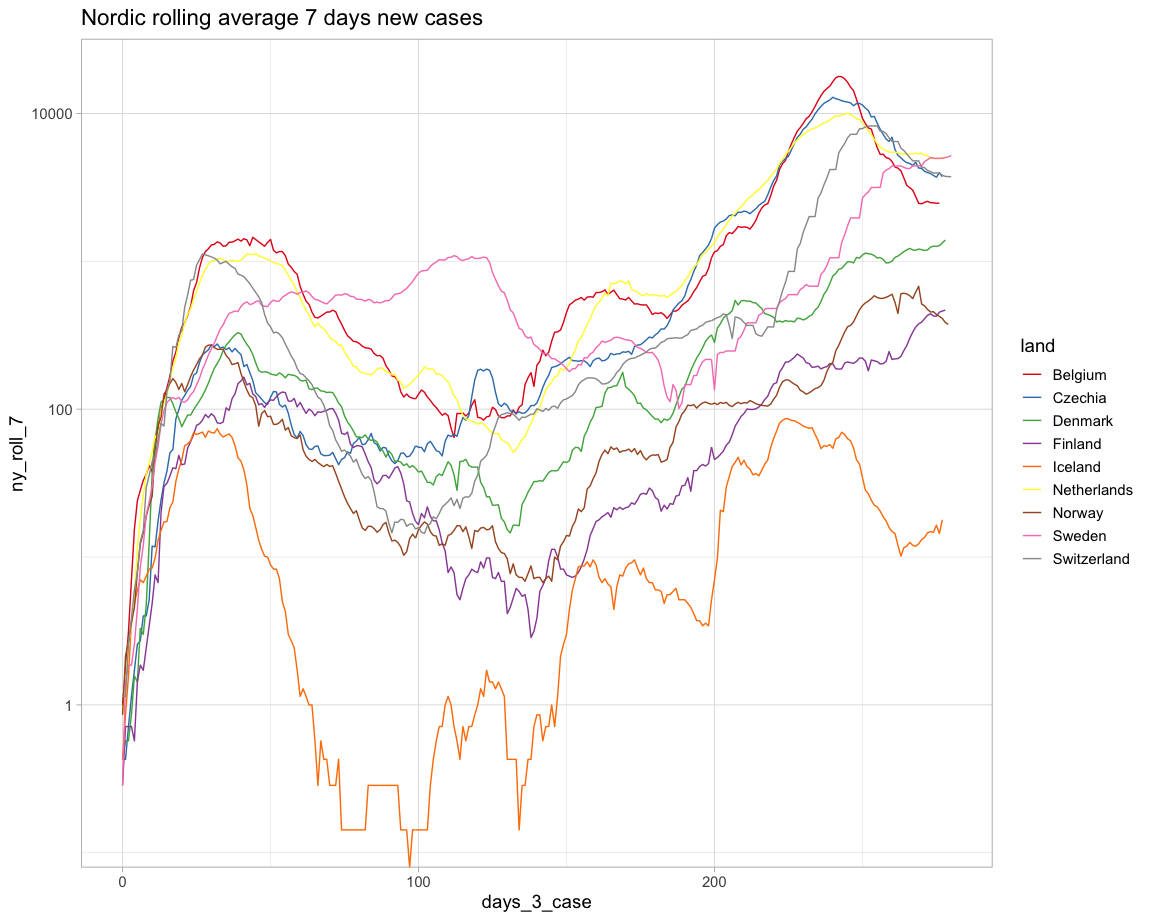 Nordic rolling average 7 days new cases
10000
100
1
ny_roll_7
0
100
200
days_3_case
land
Belgium
Czechia
Denmark
Finland
Iceland
Netherlands
Norway
Sweden
Switzerland